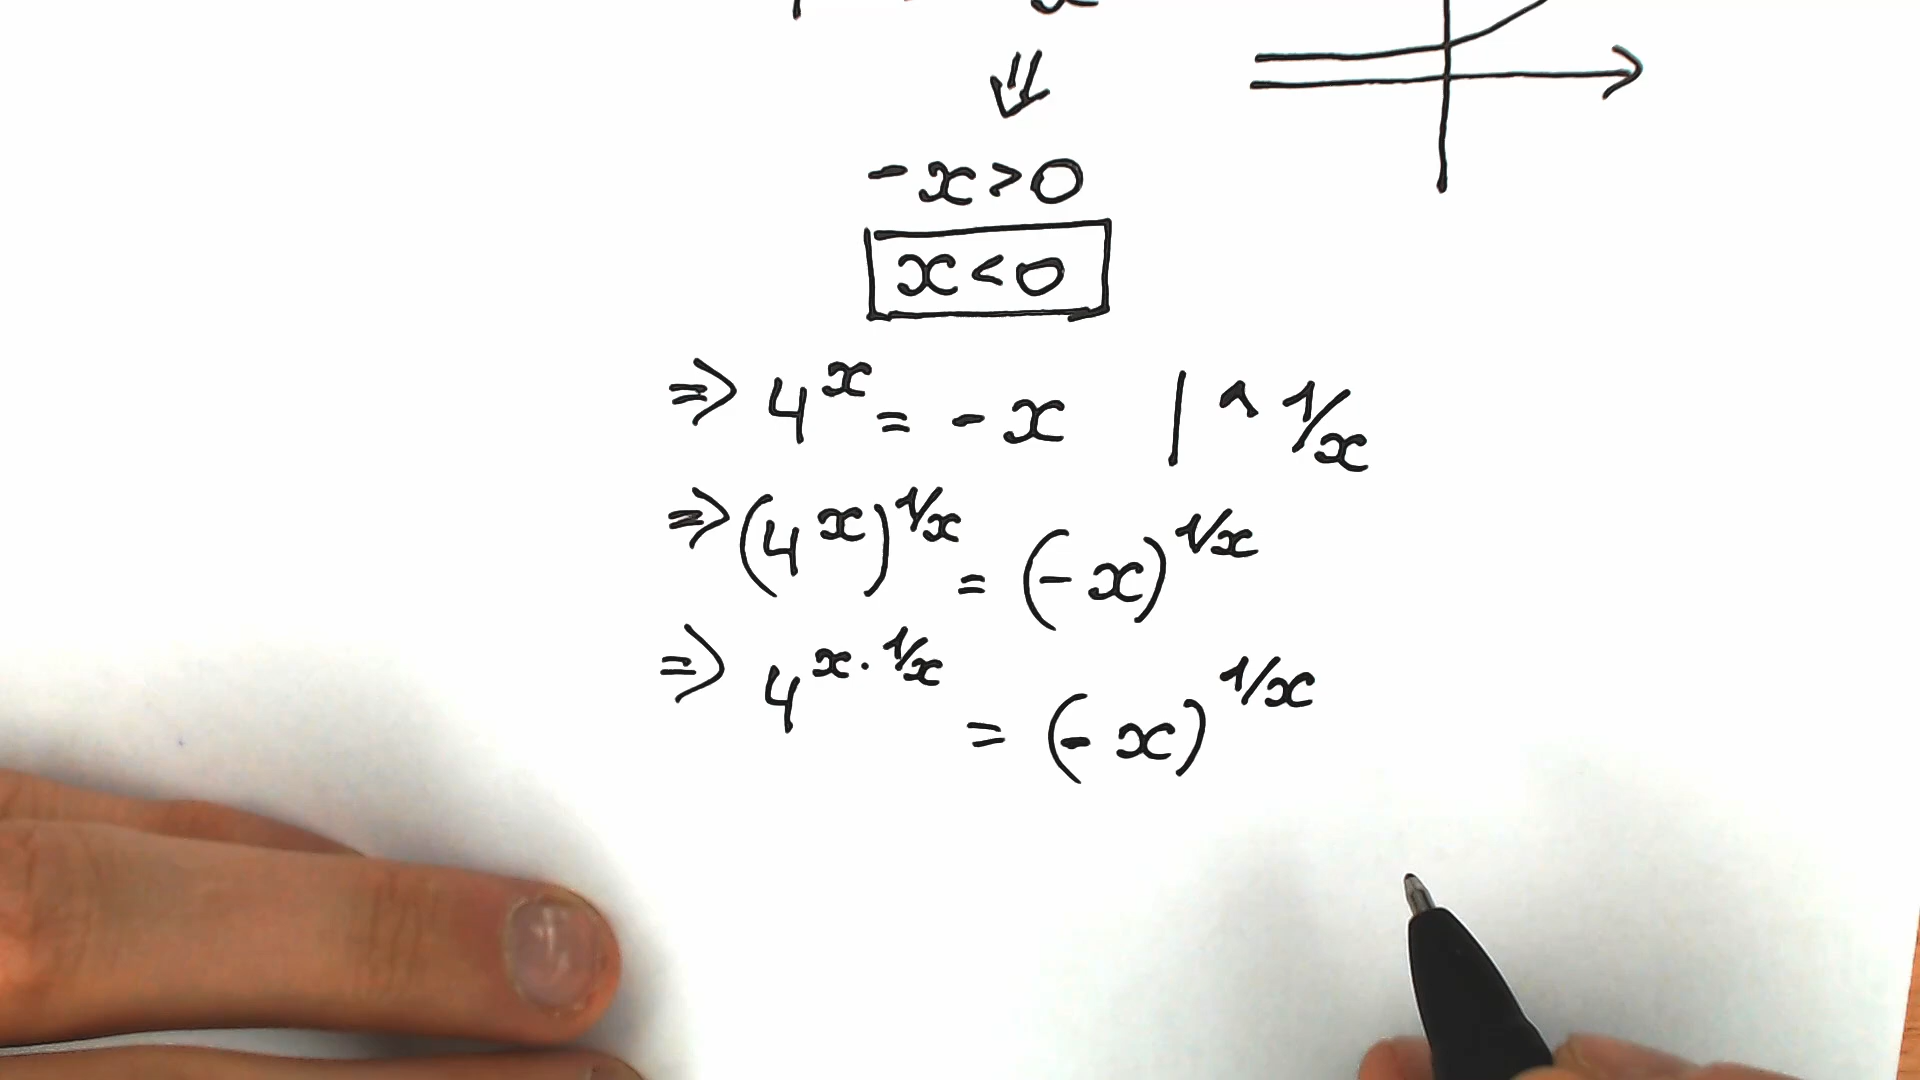 -x>0
x<0
=> 4^x = -x | ^ 1/x
=> (4^x)^1/x = (-x)^1/x
=> 4^x·1/x = (-x)^1/x